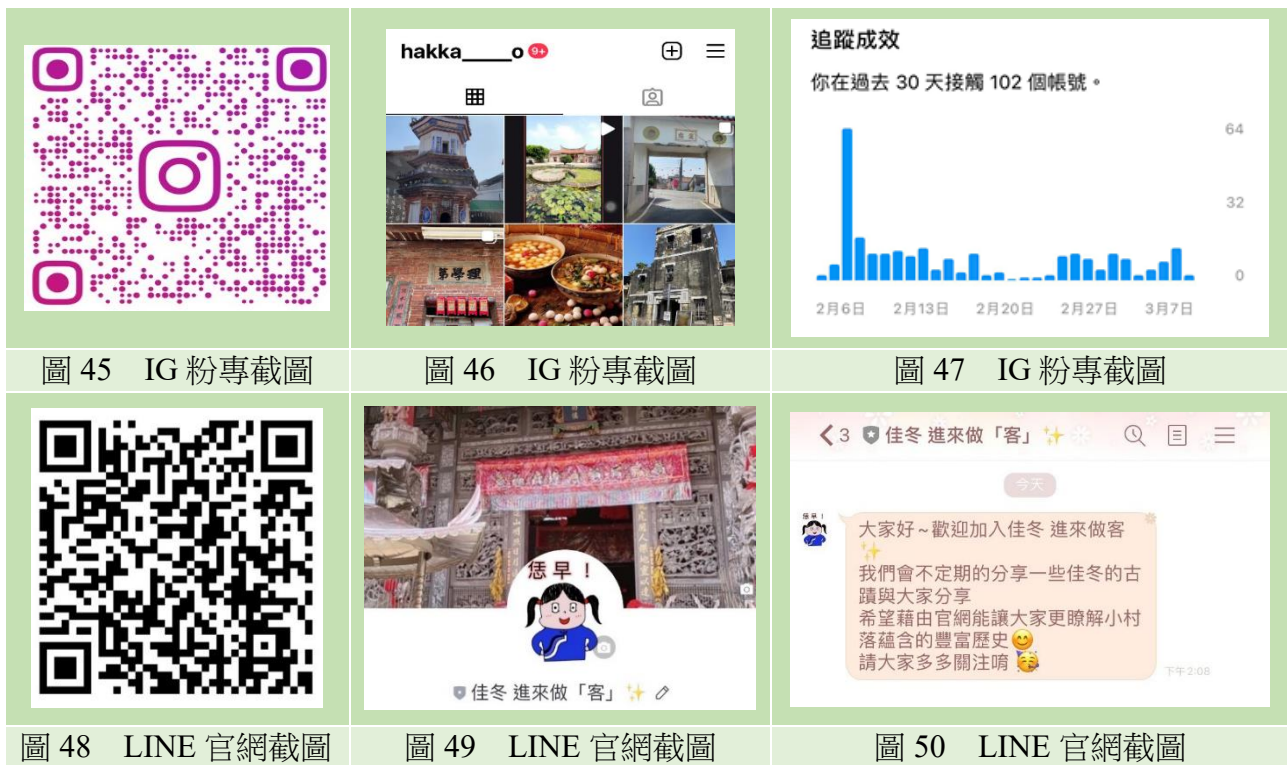 hakka_____o 9+
第學狸
追蹤成效
你在過去 30 天接觸 102 個帳號。
64
32
0
2月6日 2月13日 2月20日 2月27日 3月7日
圖 45 IG 粉專截圖
圖 46 IG 粉專截圖
圖 47 IG 粉專截圖
恁早！
佳冬 進來做「客」✨
3 佳冬 進來做「客」✨
今天
恁早！
大家好~歡迎加入佳冬 進來做客
✨
我們會不定期的分享一些佳冬的古
蹟與大家分享
希望藉由官網能讓大家更瞭解小村
落蘊含的豐富歷史😊
請大家多多關注唷🥳
下午2:08
圖 48 LINE 官網截圖
圖 49 LINE 官網截圖
圖 50 LINE 官網截圖